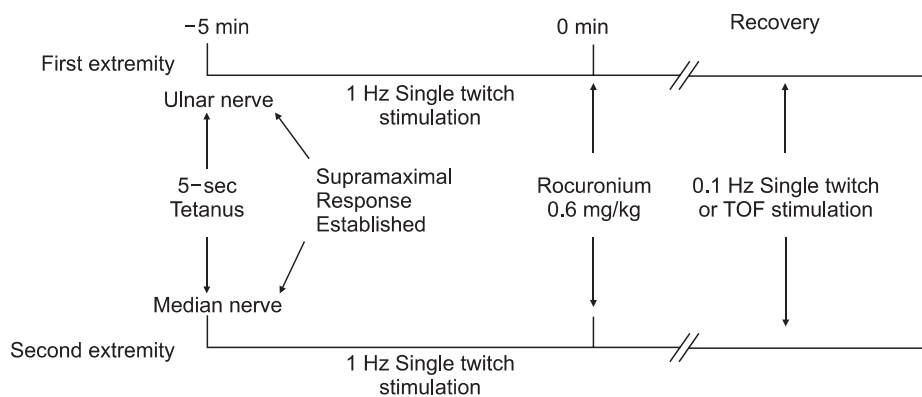 −5 min
0 min
Recovery
First extremity
1 Hz Single twitch
stimulation
Ulnar nerve
5−sec
Tetanus
Supramaximal
Response
Established
Rocuronium
0.6 mg/kg
0.1 Hz Single twitch
or TOF stimulation
Median nerve
Second extremity
1 Hz Single twitch
stimulation